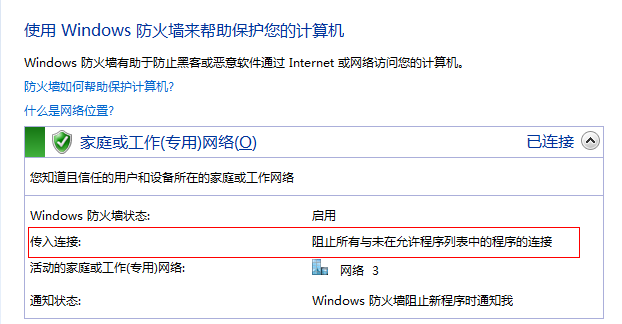 使用 Windows 防火墙来帮助保护您的计算机
Windows 防火墙有助于防止黑客或恶意软件通过 Internet 或网络访问您的计算机。
防火墙如何帮助保护计算机?
什么是网络位置?
家庭或工作(专用)网络(O) 已连接
您知道且信任的用户和设备所在的家庭或工作网络
Windows 防火墙状态: 启用
传入连接: 阻止所有与未在允许程序列表中的程序的连接
活动的家庭或工作(专用)网络: 网络 3
通知状态: Windows 防火墙阻止新程序时通知我